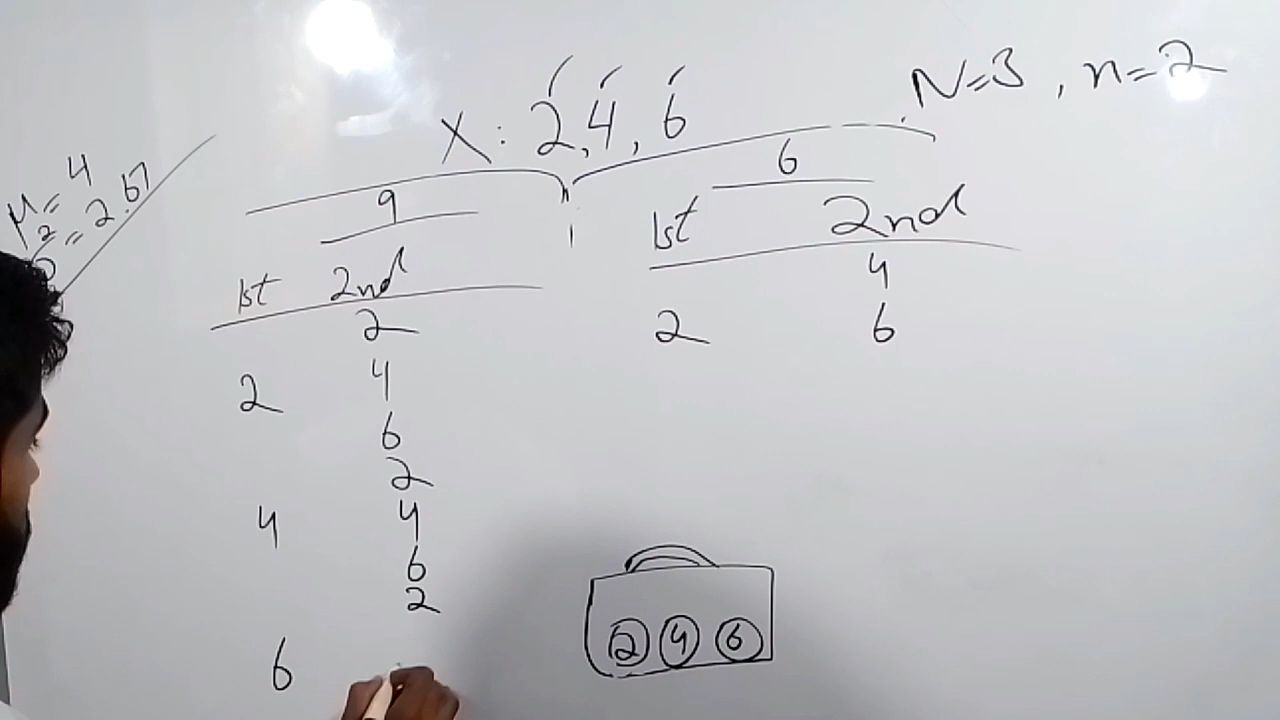 X: 2, 4, 6
N=3, n=2
μ= 4
= 2.67
9
1st 2nd
2
2 4
6
2
4 4
6
2
6
6
1st 2nd
4
2 6
2 4 6